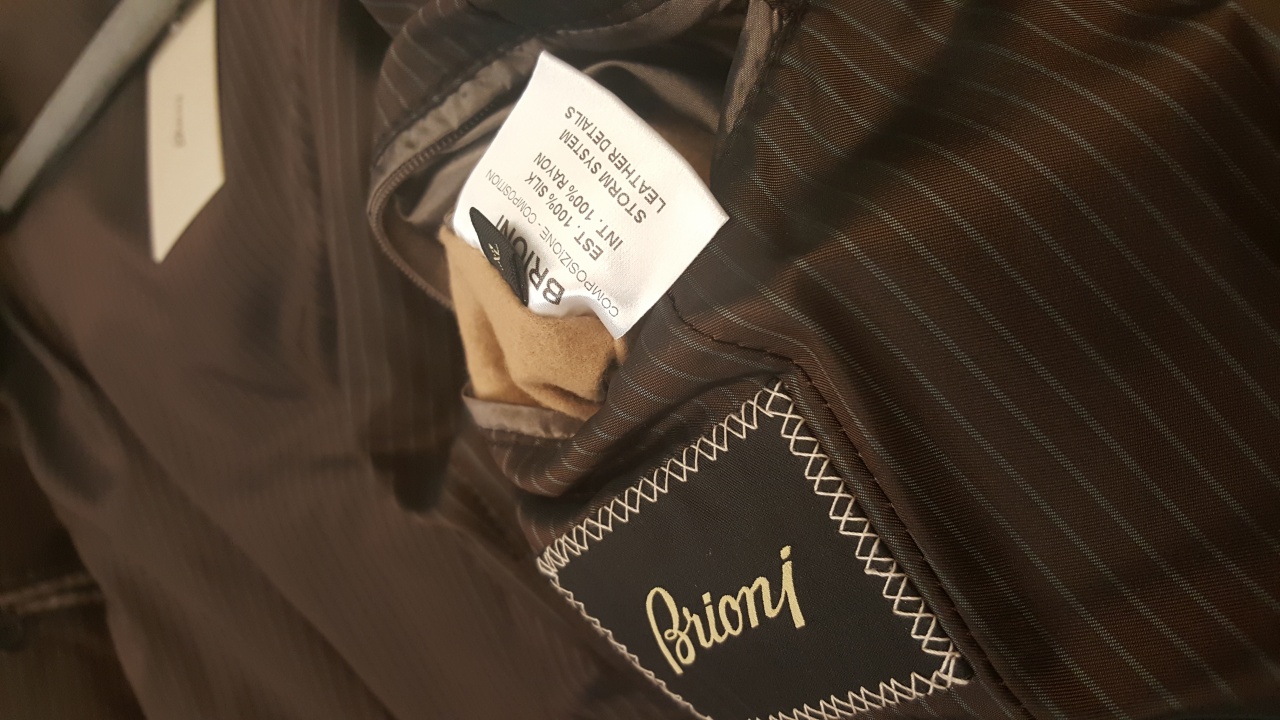 BRIONI
COMPOSIZIONE - COMPOSITION
EST. 100% SILK
INT. 100% RAYON
STORM SYSTEM
LEATHER DETAILS
Brioni